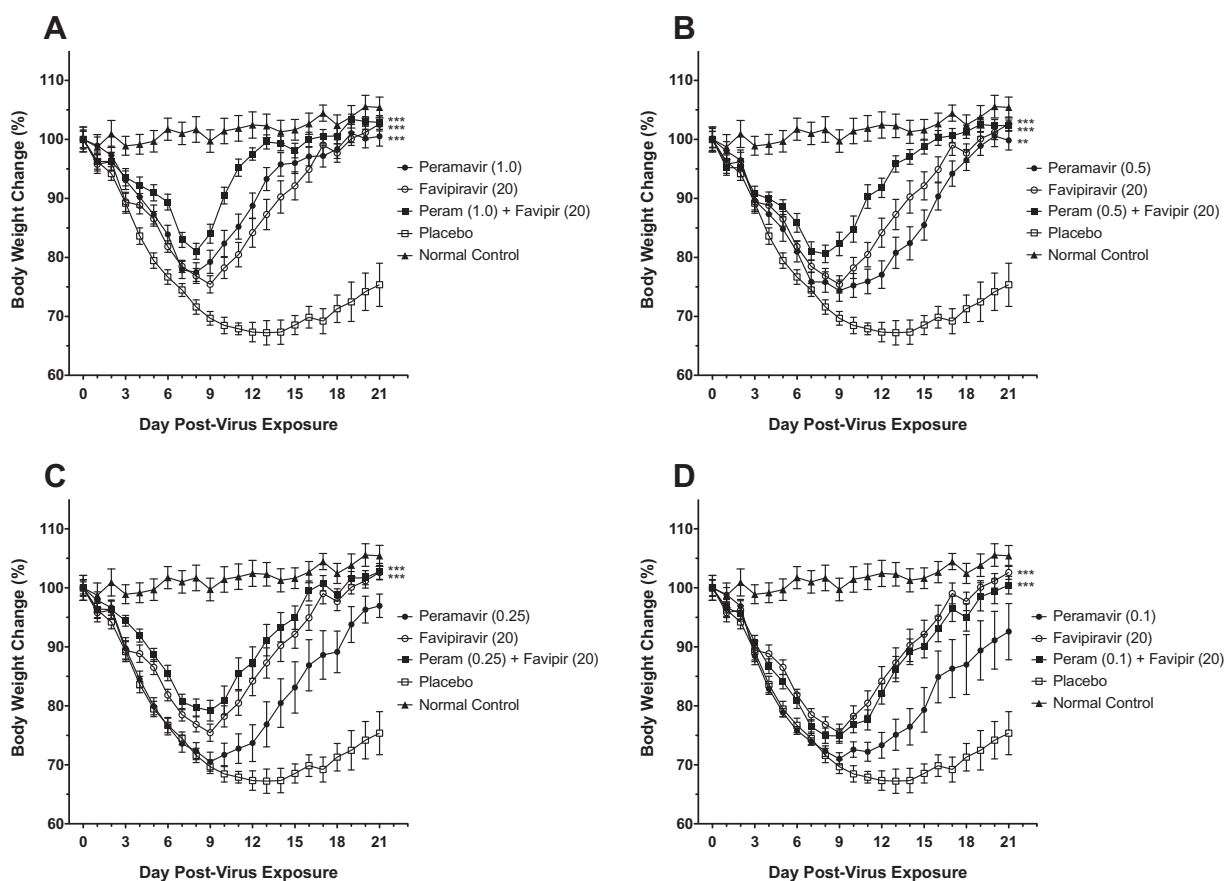 A
Body Weight Change (%)
110
100
90
80
70
60
0 3 6 9 12 15 18 21
Day Post-Virus Exposure
***
***
***
Peramavir (1.0)
Favipiravir (20)
Peram (1.0) + Favipir (20)
Placebo
Normal Control
B
Body Weight Change (%)
110
100
90
80
70
60
0 3 6 9 12 15 18 21
Day Post-Virus Exposure
***
***
**
Peramavir (0.5)
Favipiravir (20)
Peram (0.5) + Favipir (20)
Placebo
Normal Control
C
Body Weight Change (%)
110
100
90
80
70
60
0 3 6 9 12 15 18 21
Day Post-Virus Exposure
***
***
Peramavir (0.25)
Favipiravir (20)
Peram (0.25) + Favipir (20)
Placebo
Normal Control
D
Body Weight Change (%)
110
100
90
80
70
60
0 3 6 9 12 15 18 21
Day Post-Virus Exposure
***
***
Peramavir (0.1)
Favipiravir (20)
Peram (0.1) + Favipir (20)
Placebo
Normal Control